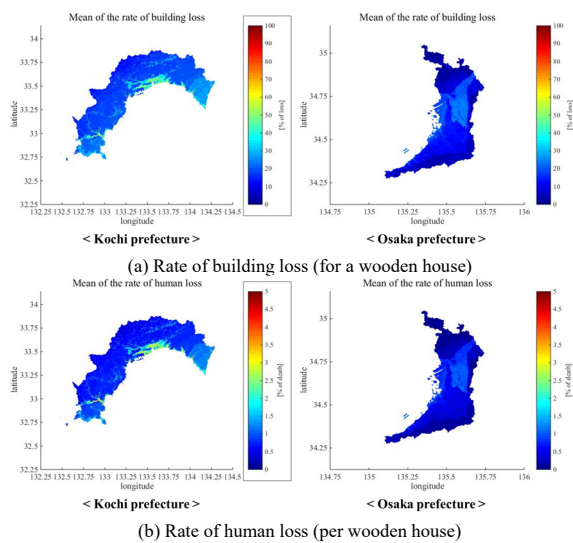 Mean of the rate of building loss
34
33.75
33.5
33.25
33
32.75
32.5
32.25
latitude
132.25 132.5 132.75 133 133.25 133.5 133.75 134 134.25 134.5
longitude
100
90
80
70
60
50
40
30
20
10
0
[% of loss]
< Kochi prefecture >
Mean of the rate of building loss
35
34.75
34.5
34.25
latitude
134.75 135 135.25 135.5 135.75 136
longitude
100
90
80
70
60
50
40
30
20
10
0
[% of loss]
< Osaka prefecture >
(a) Rate of building loss (for a wooden house)
Mean of the rate of human loss
34
33.75
33.5
33.25
33
32.75
32.5
32.25
latitude
132.25 132.5 132.75 133 133.25 133.5 133.75 134 134.25 134.5
longitude
5
4.5
4
3.5
3
2.5
2
1.5
1
0.5
0
[% of death]
< Kochi prefecture >
Mean of the rate of human loss
35
34.75
34.5
34.25
latitude
134.75 135 135.25 135.5 135.75 136
longitude
5
4.5
4
3.5
3
2.5
2
1.5
1
0.5
0
[% of death]
< Osaka prefecture >
(b) Rate of human loss (per wooden house)